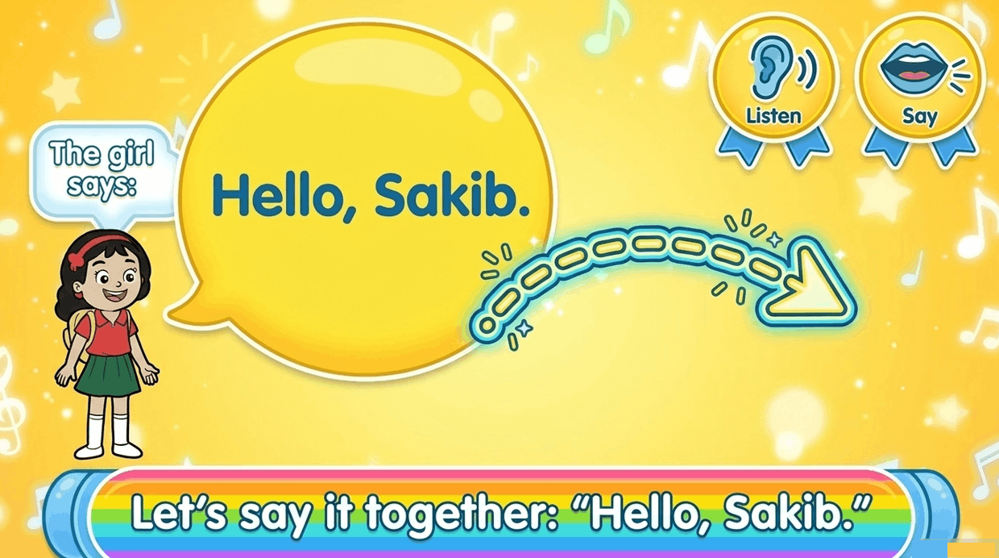 Listen
Say
The girl
says:
Hello, Sakib.
Let's say it together: “Hello, Sakib.”